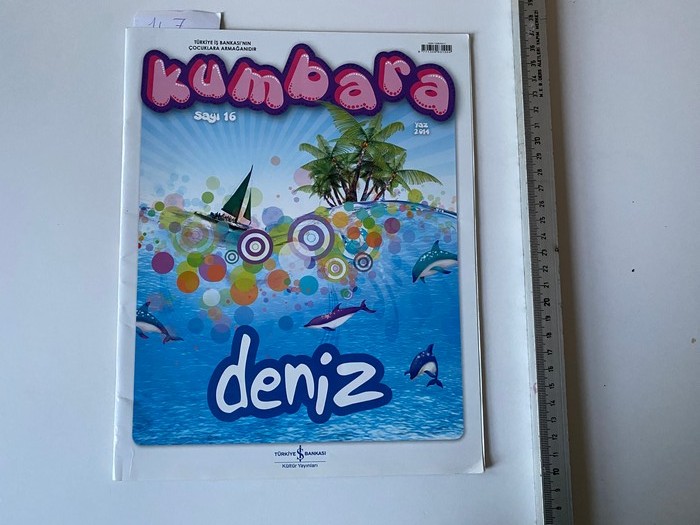 TÜRKİYE İŞ BANKASI'NIN
ÇOCUKLARA ARMAĞANIDIR
kumbara
sayı 16
yaz
2014
deniz
TÜRKİYE İŞ BANKASI
Kültür Yayınları